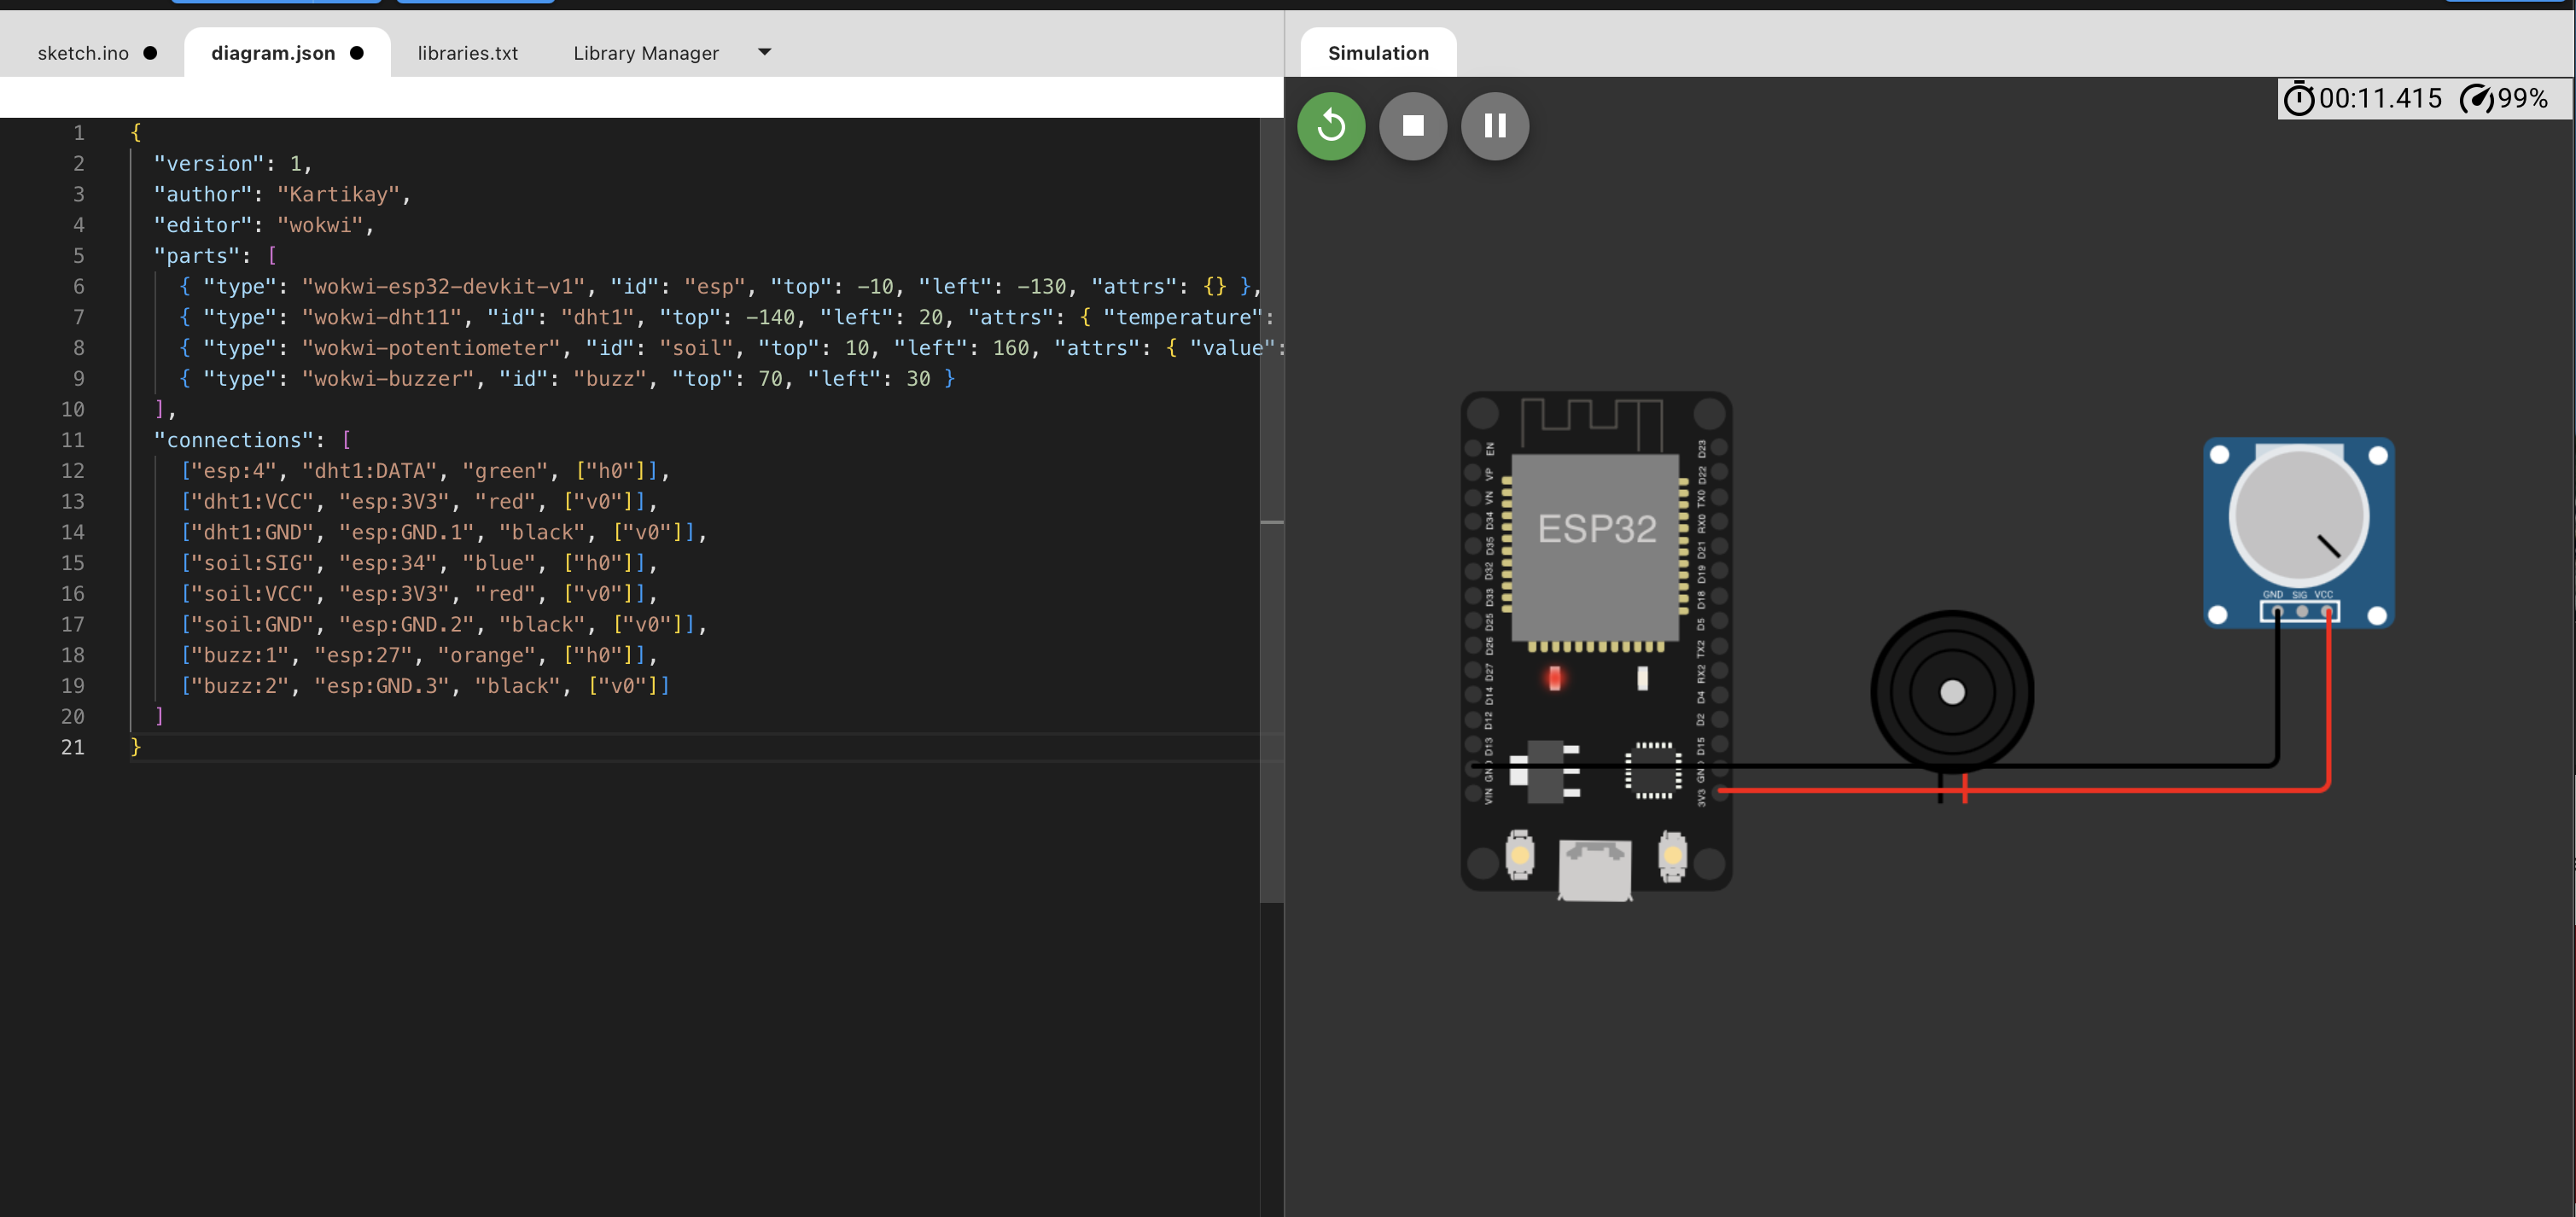 sketch.ino ● diagram.json ● libraries.txt Library Manager
Simulation
00:11.415 99%
1 {
2 "version": 1,
3 "author": "Kartikay",
4 "editor": "wokwi",
5 "parts": [
6 { "type": "wokwi-esp32-devkit-v1", "id": "esp", "top": -10, "left": -130, "attrs": {} },
7 { "type": "wokwi-dht11", "id": "dht1", "top": -140, "left": 20, "attrs": { "temperature":
8 { "type": "wokwi-potentiometer", "id": "soil", "top": 10, "left": 160, "attrs": { "value":
9 { "type": "wokwi-buzzer", "id": "buzz", "top": 70, "left": 30 }
10 ],
11 "connections": [
12 ["esp:4", "dht1:DATA", "green", ["h0"]],
13 ["dht1:VCC", "esp:3V3", "red", ["v0"]],
14 ["dht1:GND", "esp:GND.1", "black", ["v0"]],
15 ["soil:SIG", "esp:34", "blue", ["h0"]],
16 ["soil:VCC", "esp:3V3", "red", ["v0"]],
17 ["soil:GND", "esp:GND.2", "black", ["v0"]],
18 ["buzz:1", "esp:27", "orange", ["h0"]],
19 ["buzz:2", "esp:GND.3", "black", ["v0"]]
20 ]
21 }
EN
VP
VN
D34
D35
D32
D33
D25
D26
D27
D14
D12
D13
GND
VIN
ESP32
D23
D22
TX0
RX0
D21
D19
D18
D5
TX2
RX2
D4
D2
D15
GND
3V3
GND SIG VCC